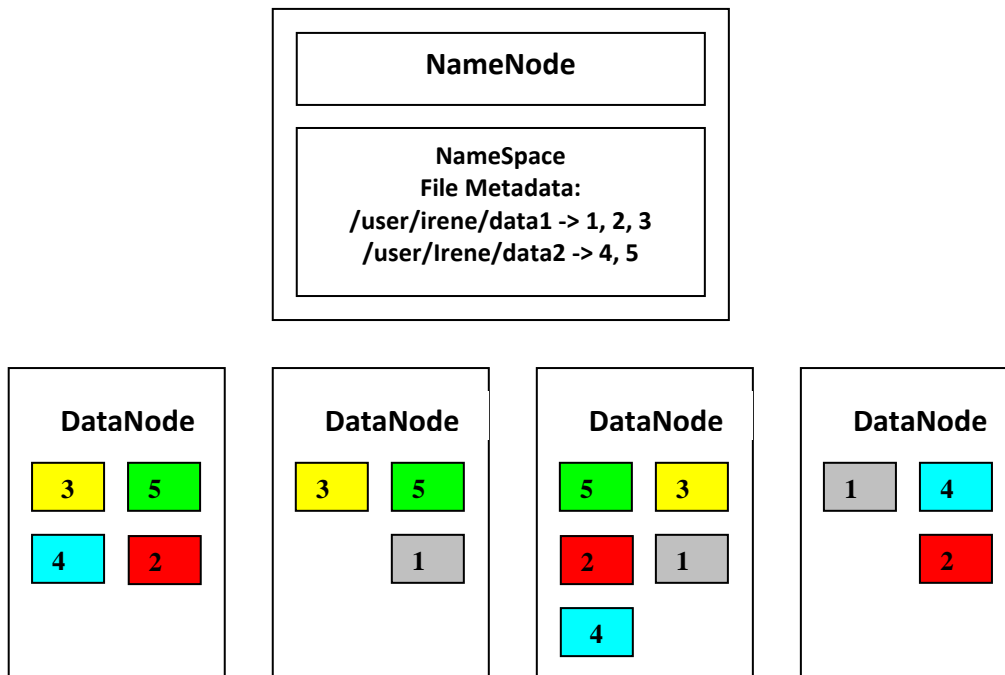 NameNode
NameSpace
File Metadata:
/user/irene/data1 -> 1, 2, 3
/user/Irene/data2 -> 4, 5
DataNode
3 5
4 2
DataNode
3 5
1
DataNode
5 3
2 1
4
DataNode
1 4
2